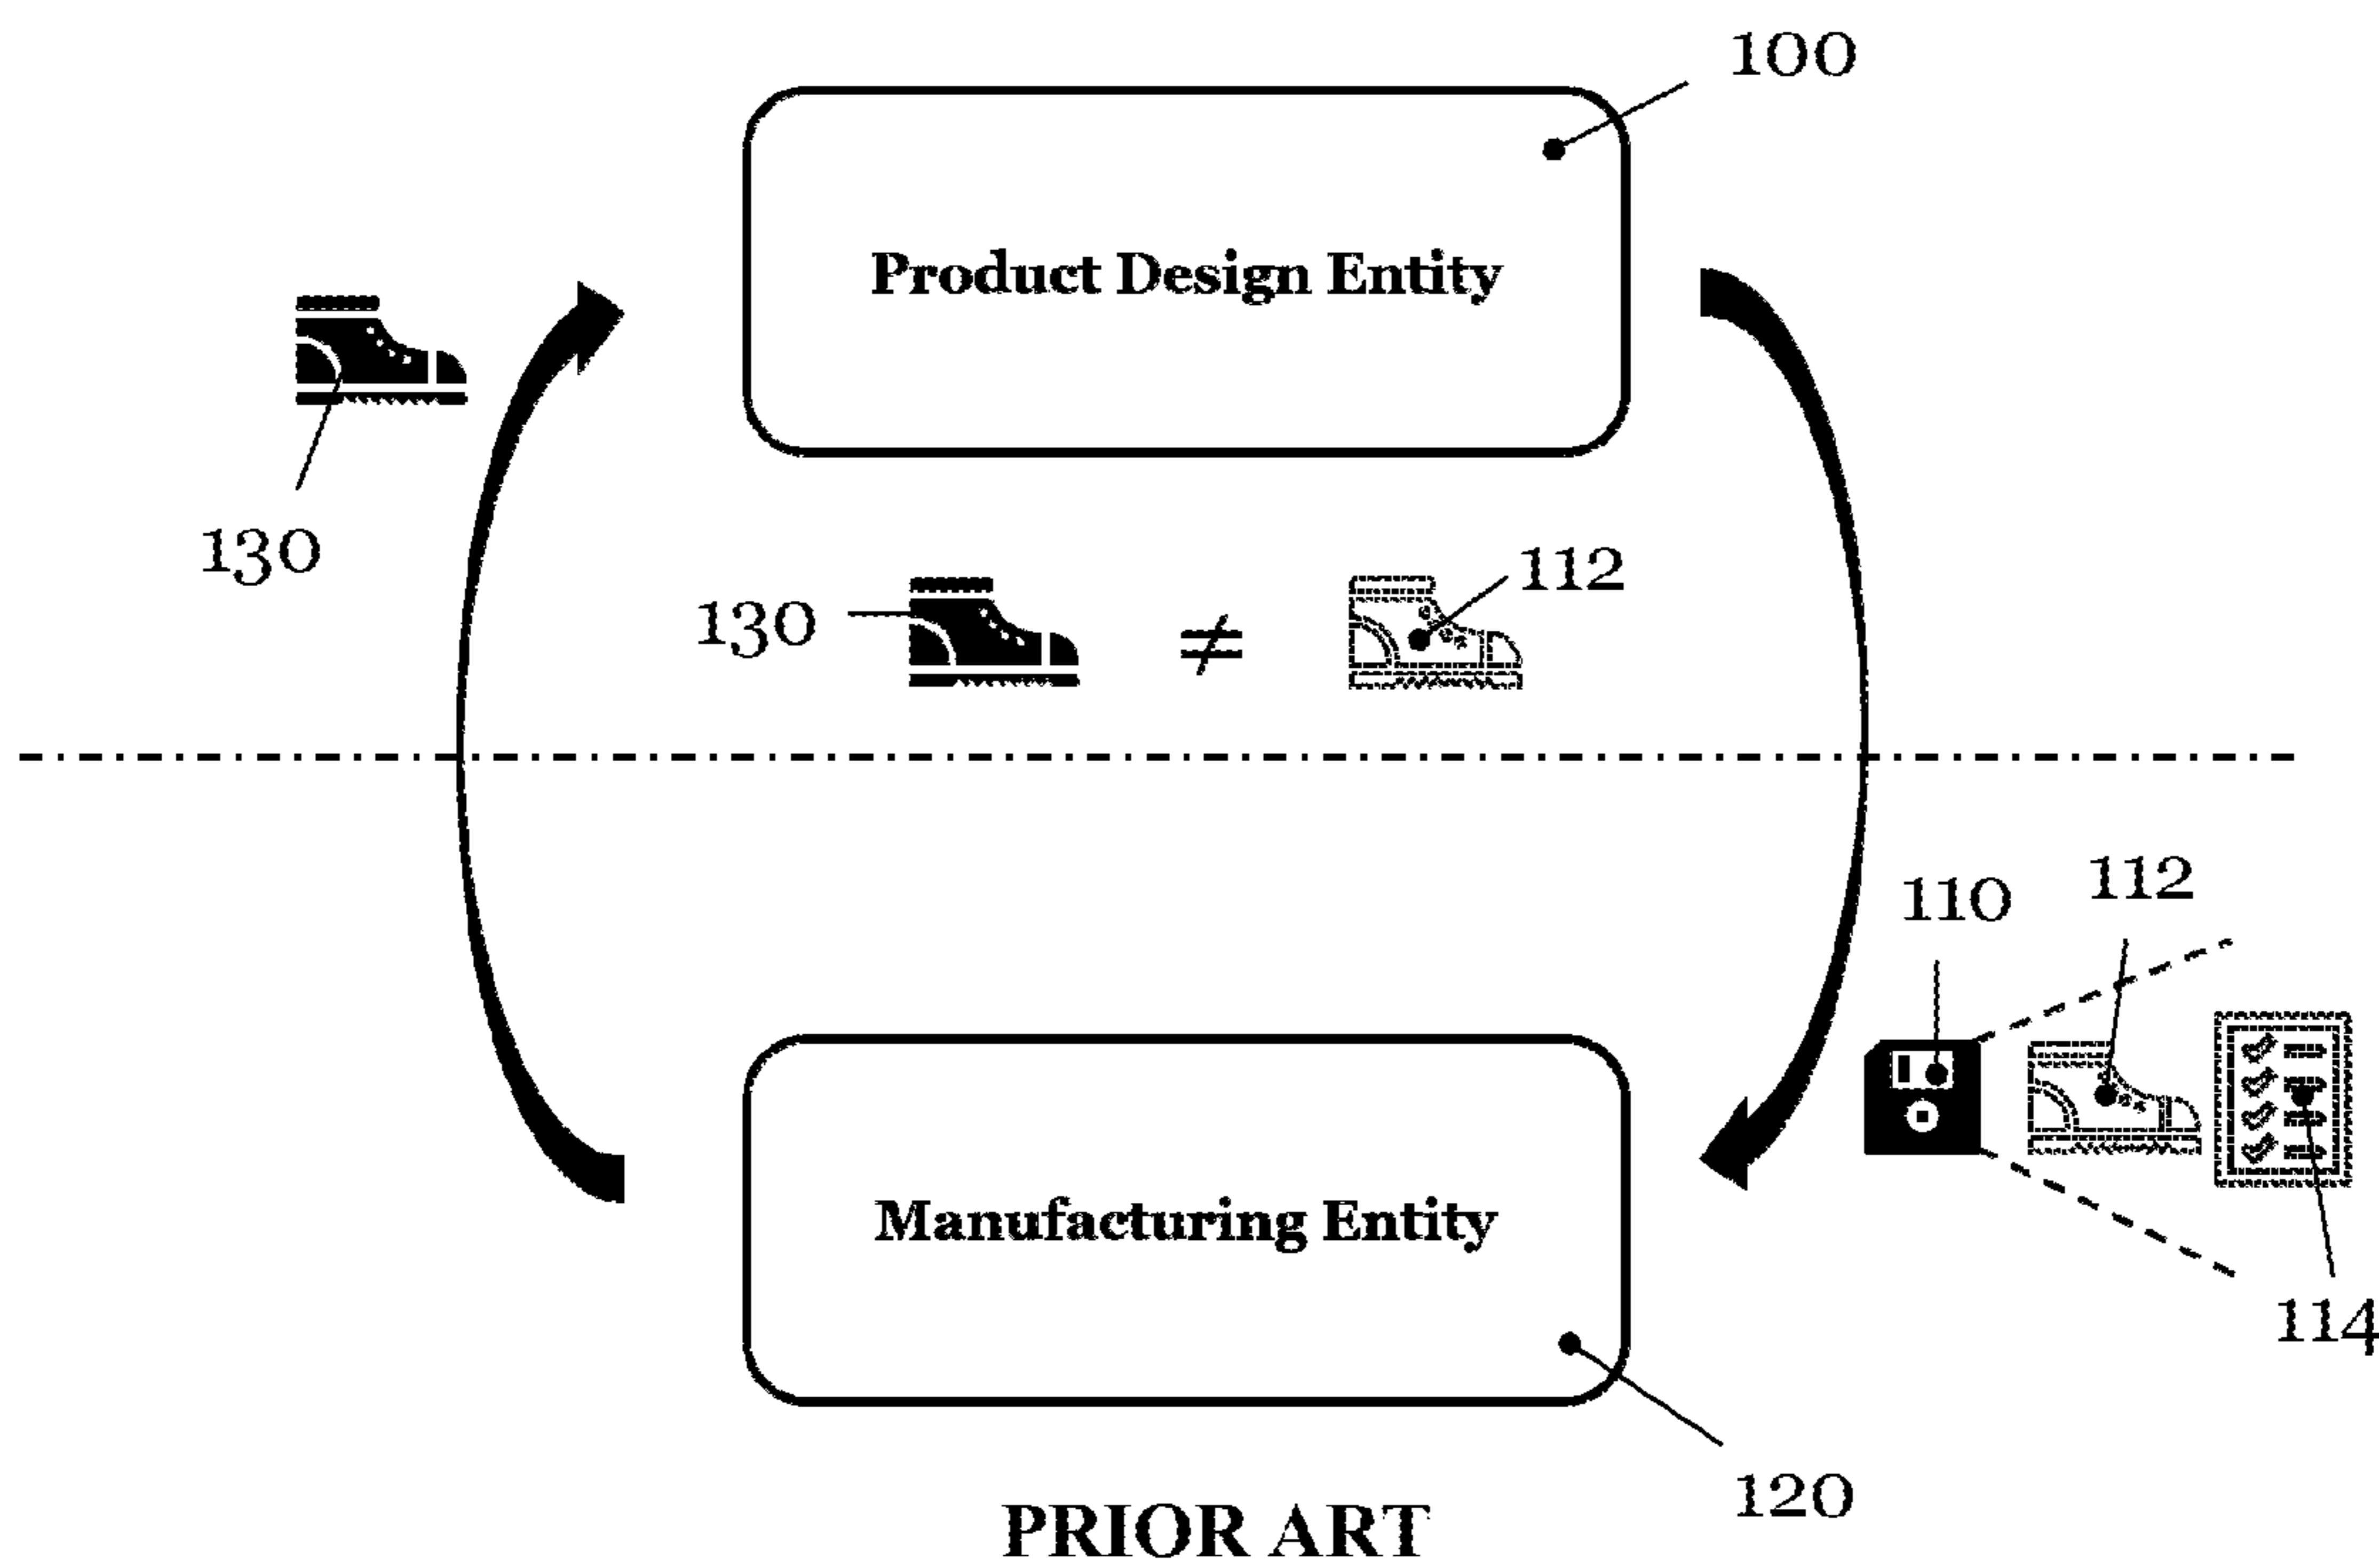 100
Product Design Entity
130
130 ≠ 112
110
112
114
Manufacturing Entity
120
PRIOR ART